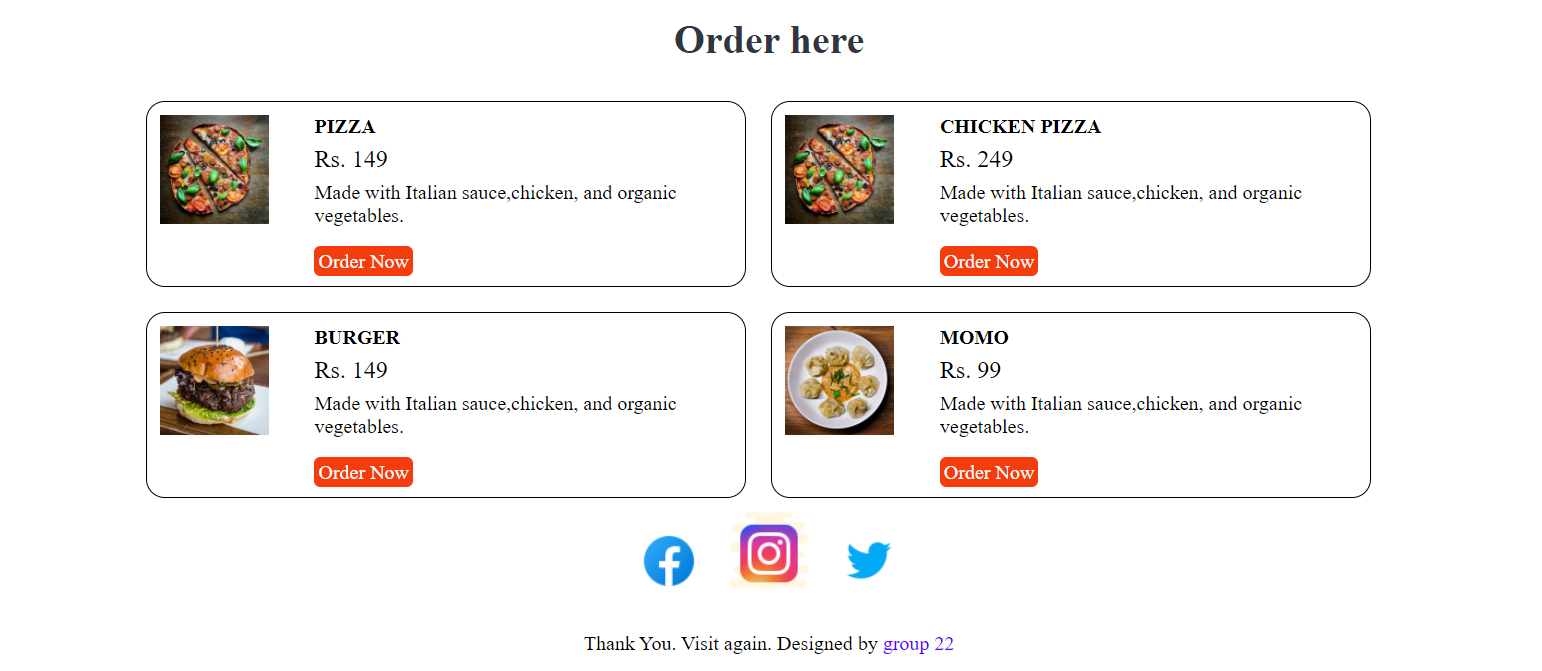 Order here
PIZZA
Rs. 149
Made with Italian sauce,chicken, and organic
vegetables.
Order Now
CHICKEN PIZZA
Rs. 249
Made with Italian sauce,chicken, and organic
vegetables.
Order Now
BURGER
Rs. 149
Made with Italian sauce,chicken, and organic
vegetables.
Order Now
MOMO
Rs. 99
Made with Italian sauce,chicken, and organic
vegetables.
Order Now
Thank You. Visit again. Designed by group 22